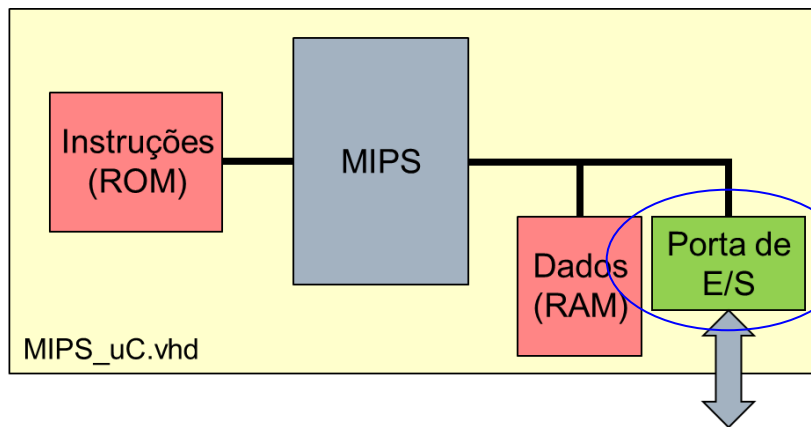 Instruções
(ROM)
MIPS
Dados
(RAM)
Porta de
E/S
MIPS_uC.vhd